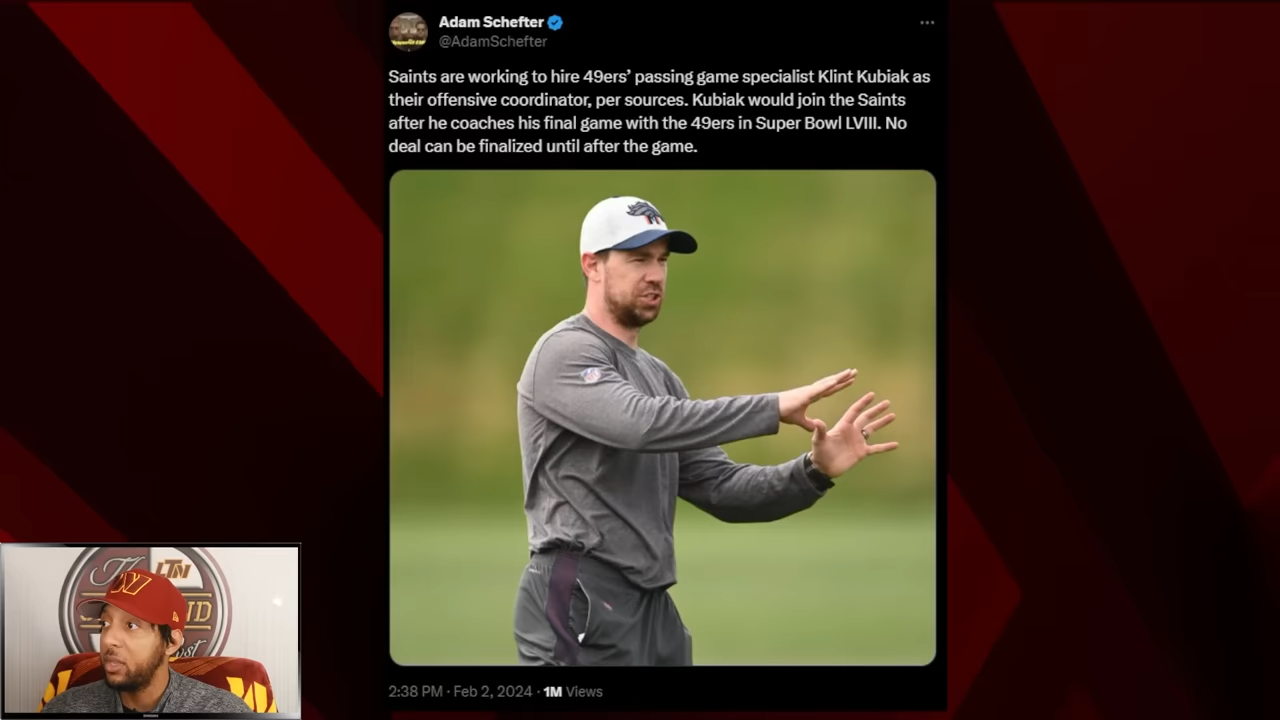 Adam Schefter
@AdamSchefter
Saints are working to hire 49ers’ passing game specialist Klint Kubiak as
their offensive coordinator, per sources. Kubiak would join the Saints
after he coaches his final game with the 49ers in Super Bowl LVIII. No
deal can be finalized until after the game.
2:38 PM · Feb 2, 2024 · 1M Views
LTN
W